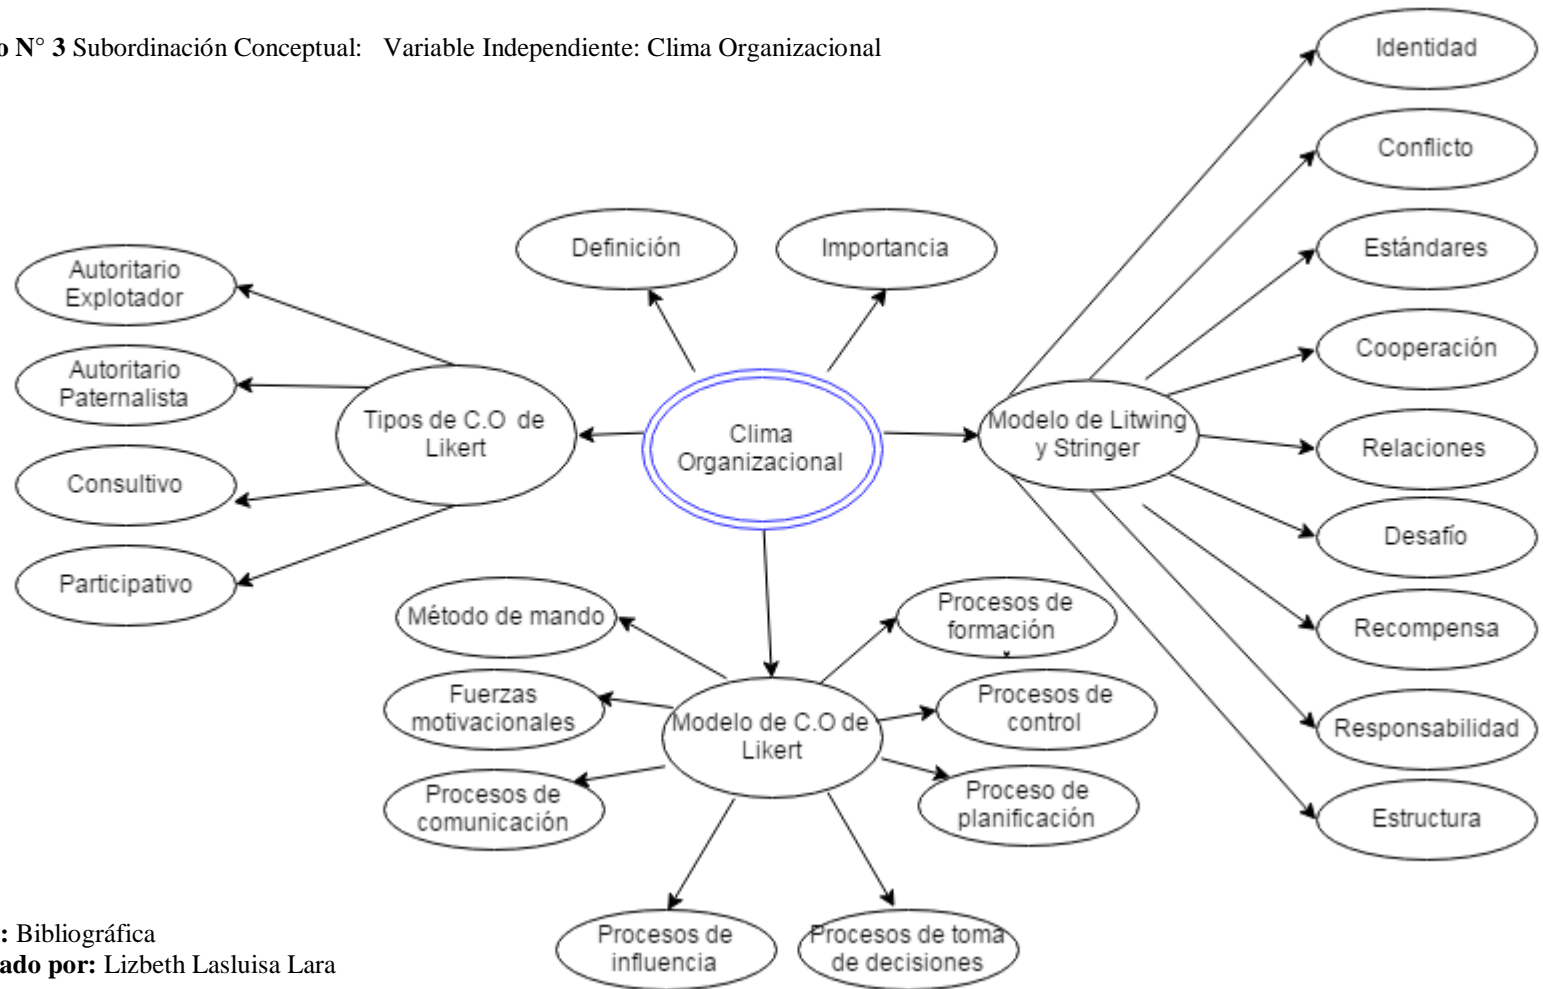 o N° 3 Subordinación Conceptual: Variable Independiente: Clima Organizacional
Identidad
Conflicto
Estándares
Cooperación
Relaciones
Desafío
Recompensa
Responsabilidad
Estructura
Modelo de Litwing
y Stringer
Definición
Importancia
Clima
Organizacional
Tipos de C.O de
Likert
Autoritario
Explotador
Autoritario
Paternalista
Consultivo
Participativo
Modelo de C.O de
Likert
Método de mando
Fuerzas
motivacionales
Procesos de
comunicación
Procesos de
influencia
Procesos de toma
de decisiones
Proceso de
planificación
Procesos de
control
Procesos de
formación
: Bibliográfica
ado por: Lizbeth Lasluisa Lara